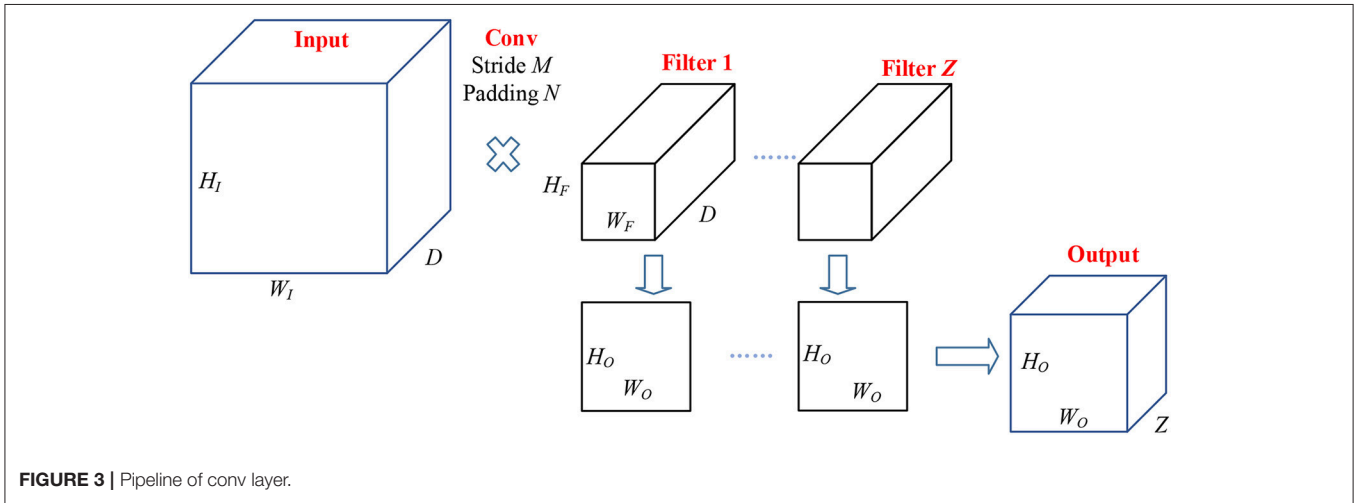 Input
Conv
Stride M
Padding N
Filter 1
Filter Z
H_I
W_I
D
H_F
W_F
D
......
Output
H_O
W_O
......
H_O
W_O
H_O
W_O
Z
FIGURE 3 | Pipeline of conv layer.